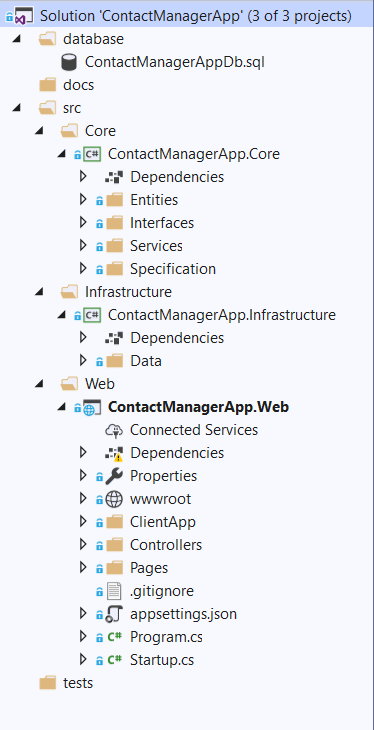 Solution 'ContactManagerApp' (3 of 3 projects)
database
ContactManagerAppDb.sql
docs
src
Core
C# ContactManagerApp.Core
Dependencies
Entities
Interfaces
Services
Specification
Infrastructure
C# ContactManagerApp.Infrastructure
Dependencies
Data
Web
ContactManagerApp.Web
Connected Services
Dependencies
Properties
wwwroot
ClientApp
Controllers
Pages
.gitignore
appsettings.json
C# Program.cs
C# Startup.cs
tests